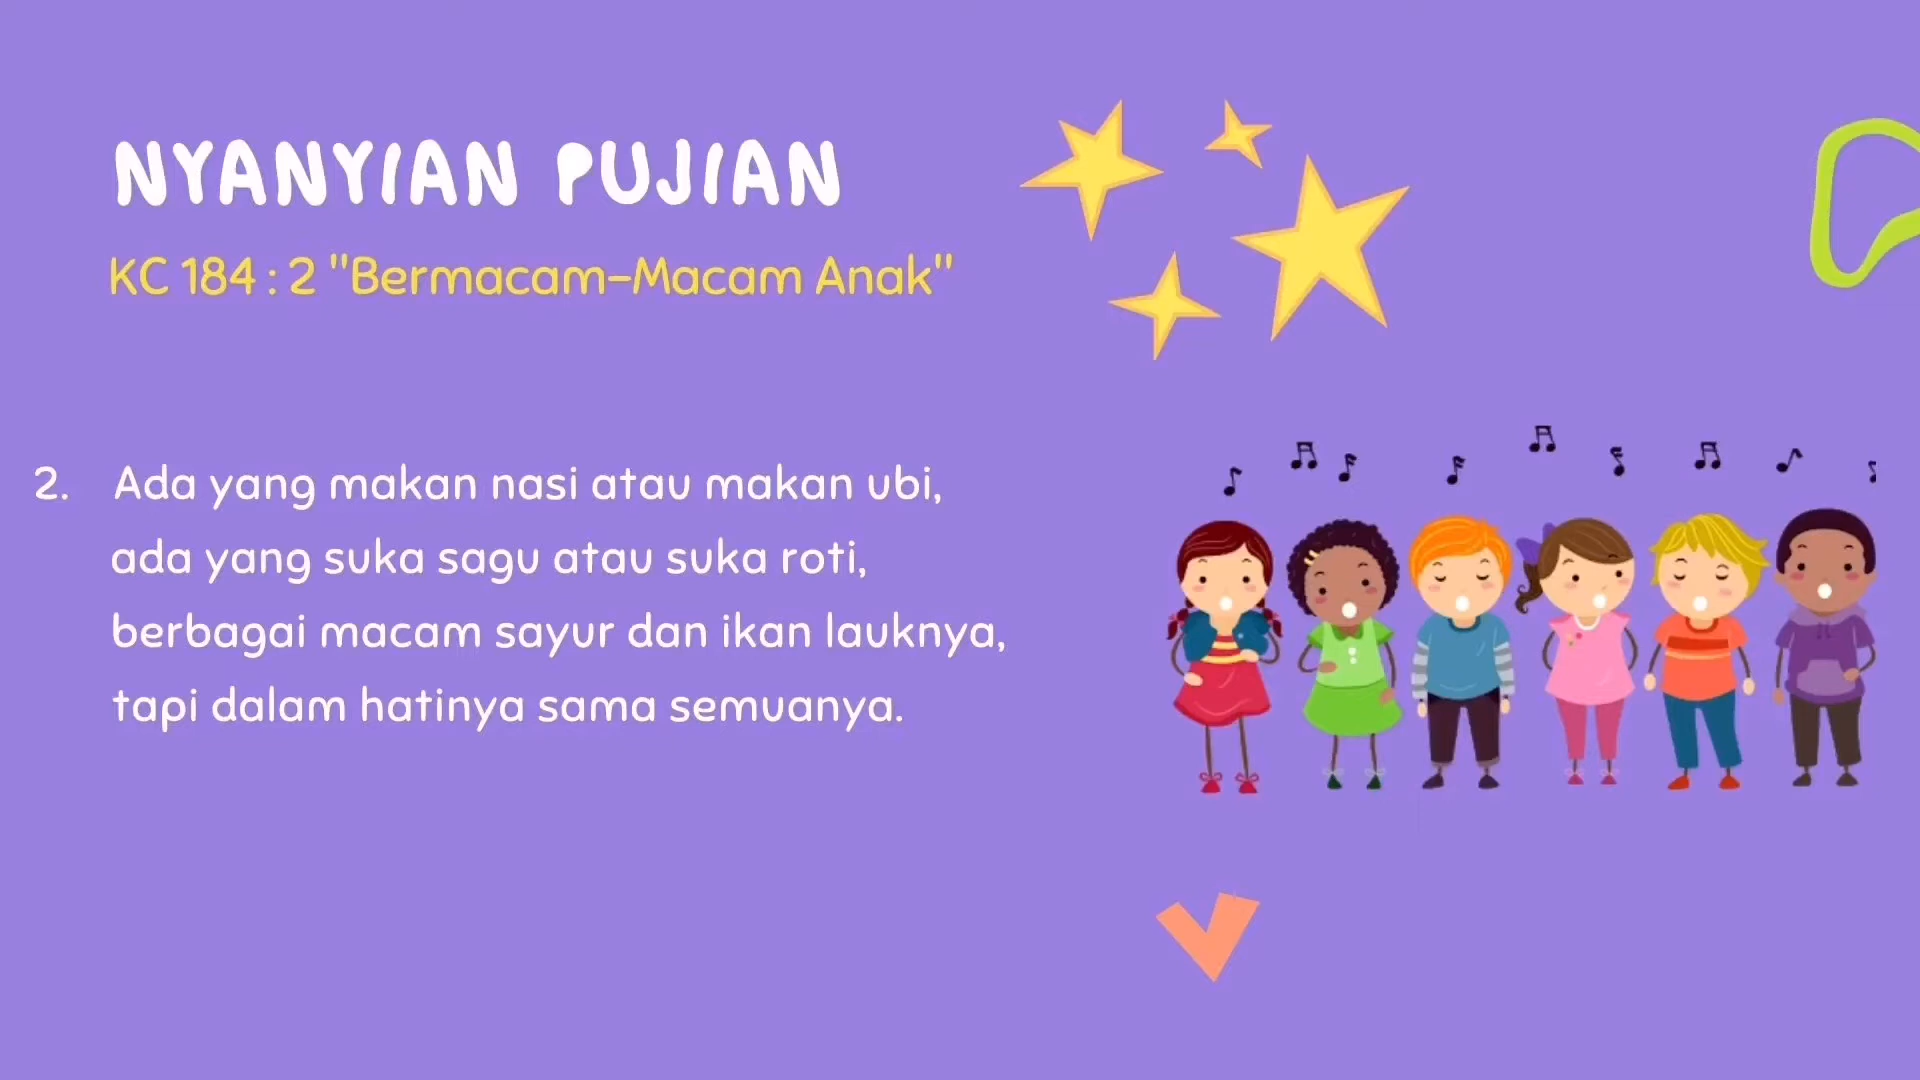 NYANYIAN PUJIAN
KC 184 : 2 "Bermacam-Macam Anak"
2. Ada yang makan nasi atau makan ubi,
ada yang suka sagu atau suka roti,
berbagai macam sayur dan ikan lauknya,
tapi dalam hatinya sama semuanya.